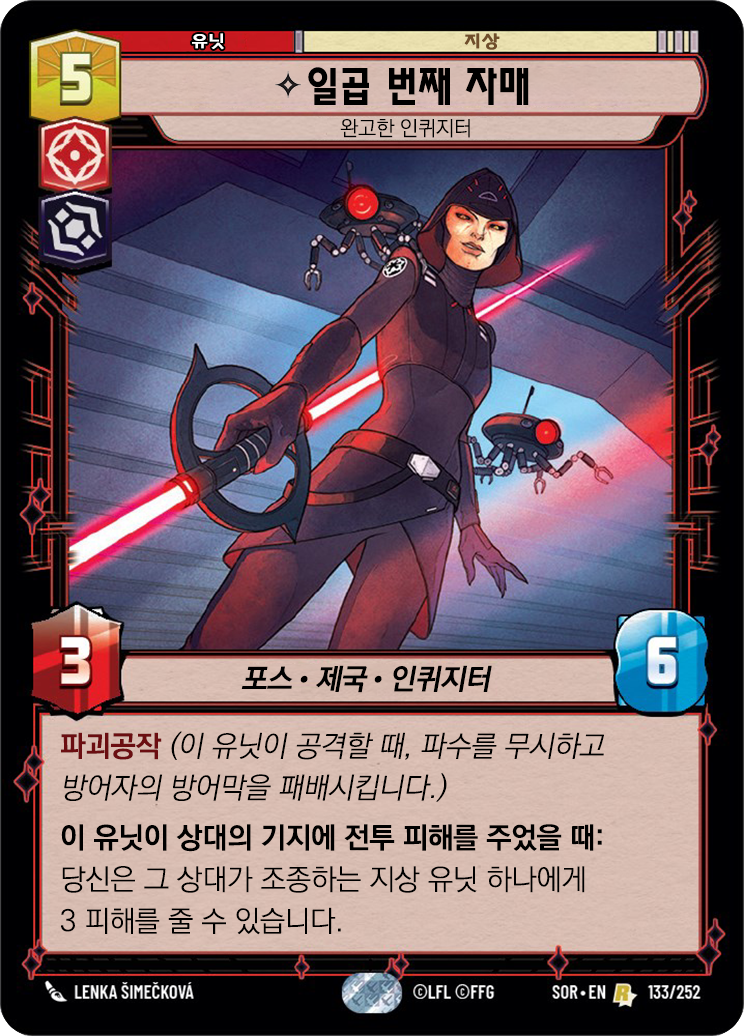 유닛
지상
5
일곱 번째 자매
완고한 인퀴지터
3
6
포스 • 제국 • 인퀴지터
파괴공작 (이 유닛이 공격할 때, 파수를 무시하고
방어자의 방어막을 패배시킵니다.)
이 유닛이 상대의 기지에 전투 피해를 주었을 때:
당신은 그 상대가 조종하는 지상 유닛 하나에게
3 피해를 줄 수 있습니다.
LENKA ŠIMEČKOVÁ
©LFL ©FFG
SOR • EN
R
133/252